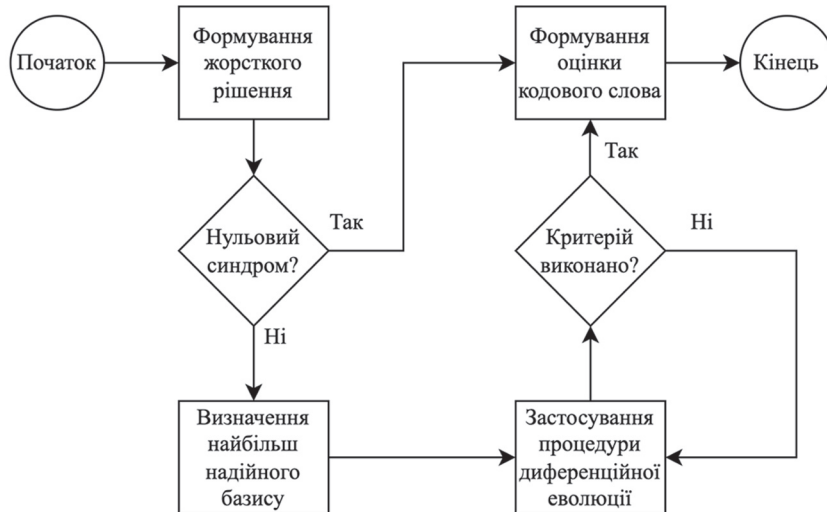 Початок
Формування
жорсткого
рішення
Формування
оцінки
кодового слова
Кінець
Так
Нульовий
синдром?
Так
Критерій
виконано?
Ні
Ні
Визначення
найбільш
надійного
базису
Застосування
процедури
диференційної
еволюції